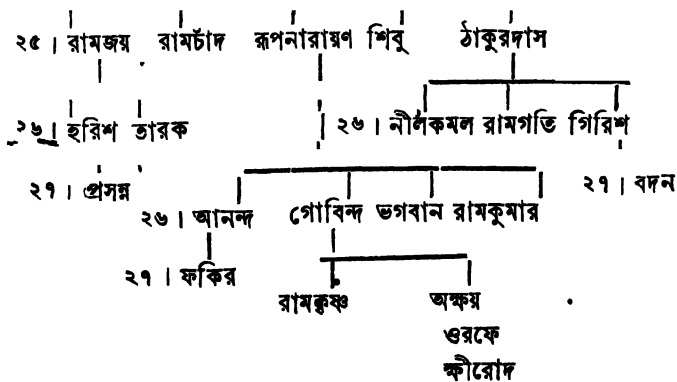 ২৫। রামজয় রামচাঁদ রূপনারায়ণ শিবু ঠাকুরদাস
২৬। হরিশ তারক
২৬। নীলকমল রামগতি গিরিশ
২৭। প্রসন্ন
২৭। বদন
২৬। আনন্দ গোবিন্দ ভগবান রামকুমার
২৭। ফকির
রামকৃষ্ণ অক্ষয়
ওরফে
ক্ষীরোদ